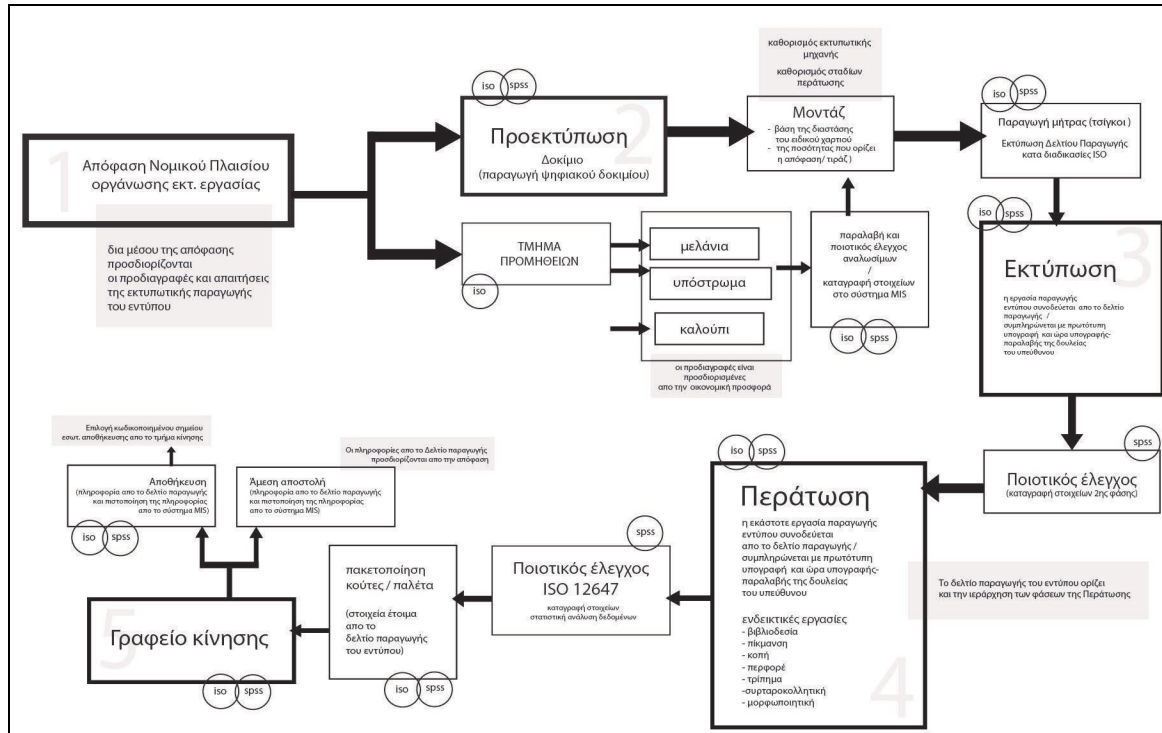 1
Απόφαση Νομικού Πλαισίου
οργάνωσης εκτ. εργασίας
δια μέσου της απόφασης
προσδιορίζονται
οι προδιαγραφές και απαιτήσεις
της εκτυπωτικής παραγωγής
του εντύπου
iso
spss
2
Προεκτύπωση
Δοκίμιο
(παραγωγή ψηφιακού δοκιμίου)
ΤΜΗΜΑ
ΠΡΟΜΗΘΕΙΩΝ
iso
μελάνια
υπόστρωμα
καλούπι
οι προδιαγραφές είναι
προσδιορισμένες
απο την οικονομική προσφορά
παραλαβή και
ποιοτικός έλεγχος
αναλωσίμων
/
καταγραφή στοιχείων
στο σύστημα MIS
iso
spss
καθορισμός εκτυπωτικής
μηχανής
καθορισμός σταδίων
περάτωσης
Μοντάζ
- βάση της διαστάσης
του ειδικού χαρτιού
- της ποσότητας που ορίζει
η απόφαση/ τιράζ )
iso
spss
Παραγωγή μήτρας (τσίγκοι )
Εκτύπωση Δελτίου Παραγωγής
κατα διαδικασίες ISO
iso
spss
3
Εκτύπωση
η εργασία παραγωγής
εντύπου συνοδεύεται απο το δελτίο
παραγωγής /
συμπληρώνεται με πρωτότυπη
υπογραφή και ώρα υπογραφής-
παραλαβής της δουλείας
του υπεύθυνου
spss
Ποιοτικός έλεγχος
(καταγραφή στοιχείων 2ης φάσης)
iso
spss
4
Περάτωση
η εκάστοτε εργασία παραγωγής
εντύπου συνοδεύεται
απο το δελτίο παραγωγής /
συμπληρώνεται με πρωτότυπη
υπογραφή και ώρα υπογραφής-
παραλαβής της δουλείας
του υπεύθυνου
ενδεικτικές εργασίες
- βιβλιοδεσία
- πίκμανση
- κοπή
- περφορέ
- τρίπημα
-συρταροκολλητική
- μορφωποιητική
Το δελτίο παραγωγής του εντύπου ορίζει
και την ιεράρχηση των φάσεων της Περάτωσης
spss
Ποιοτικός έλεγχος
ISO 12647
καταγραφή στοιχείων
στατιστική ανάλυση δεδομένων
πακετοποίηση
κούτες / παλέτα
(στοιχεία έτοιμα
απο το
δελτίο παραγωγής
του εντύπου)
iso
spss
5
Γραφείο κίνησης
iso
spss
Αποθήκευση
(πληροφορία απο το δελτίο παραγωγής
και πιστοποίηση της πληροφορίας
απο το σύστημα MIS)
iso
spss
Επιλογή κωδικοποιημένου σημείου
εσωτ. αποθήκευσης απο το τμήμα κίνησης
Άμεση αποστολή
(πληροφορία απο το δελτίο παραγωγής
και πιστοποίηση της πληροφορίας
απο το σύστημα MIS)
Οι πληροφορίες απο το Δελτίο παραγωγής
προσδιορίζονται απο την απόφαση